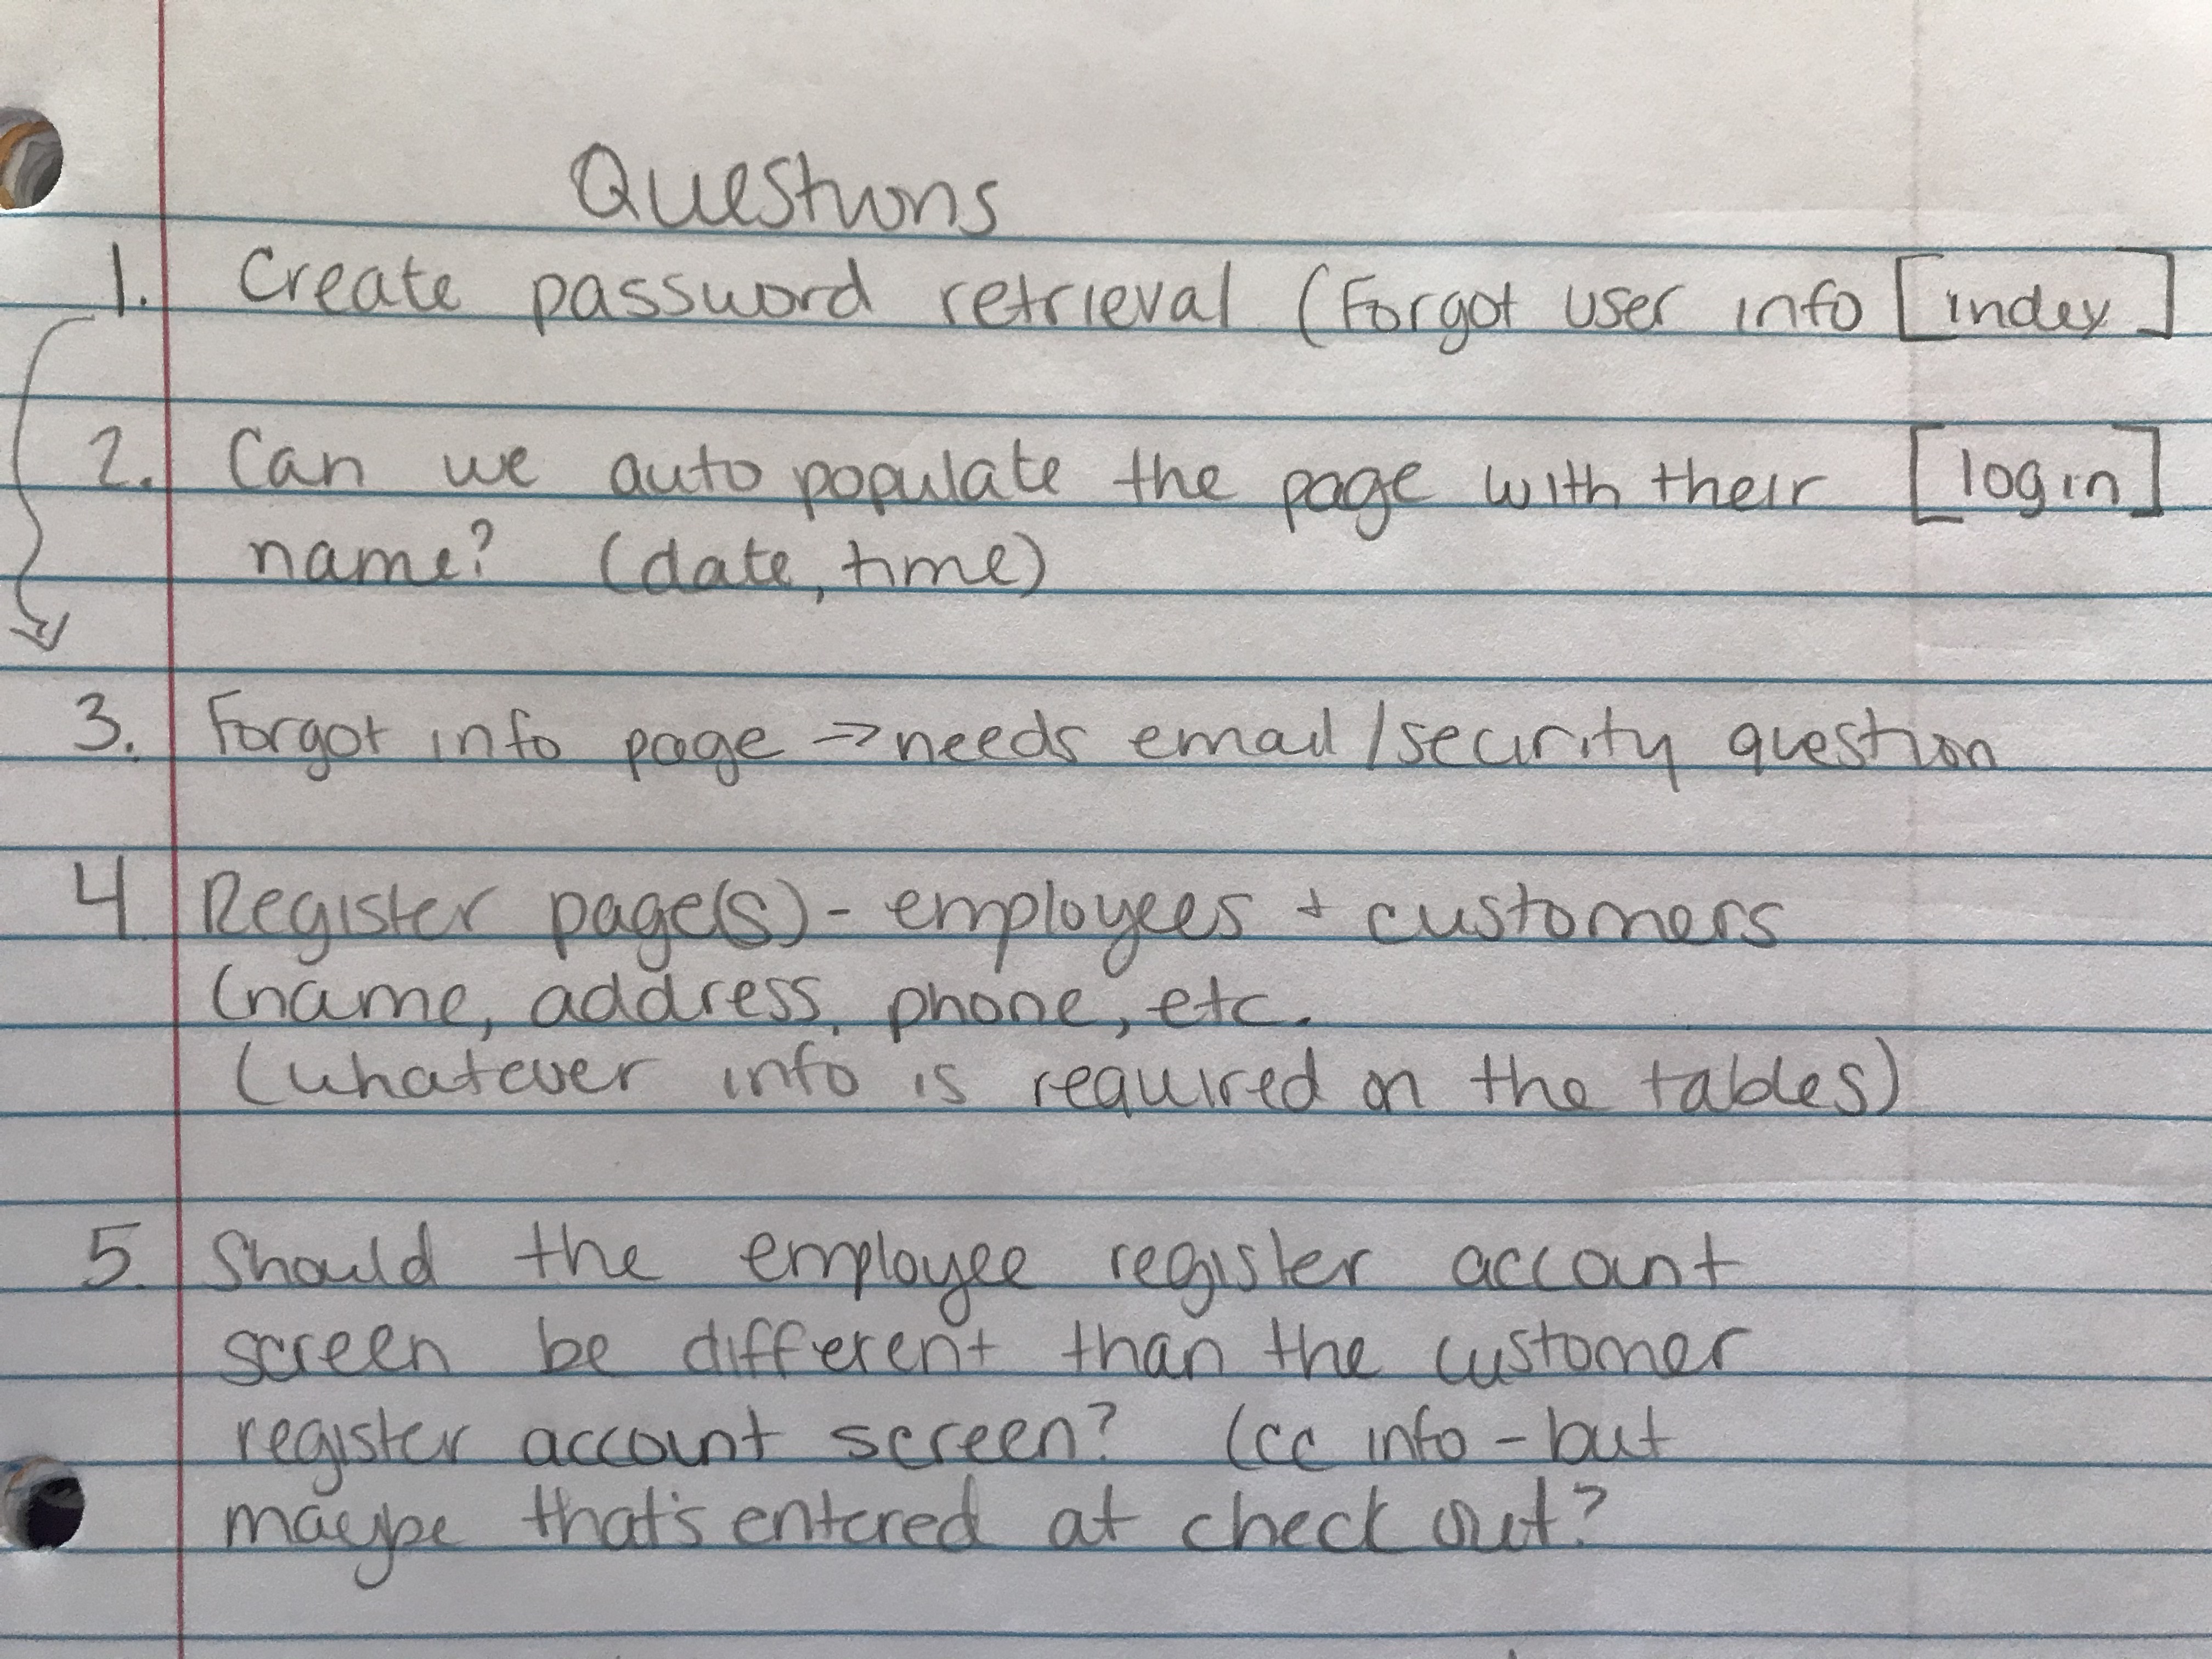 Questions
1. Create password retrieval (Forgot user info [index]
2. Can we auto populate the page with their [login]
name? (date, time)
3. Forgot info page => needs email/security question
4 Register page(s) - employees + customers
(name, address, phone, etc.
(whatever info is required on the tables)
5. Should the employee register account
screen be different than the customer
register account screen? (cc info - but
maybe that's entered at check out?